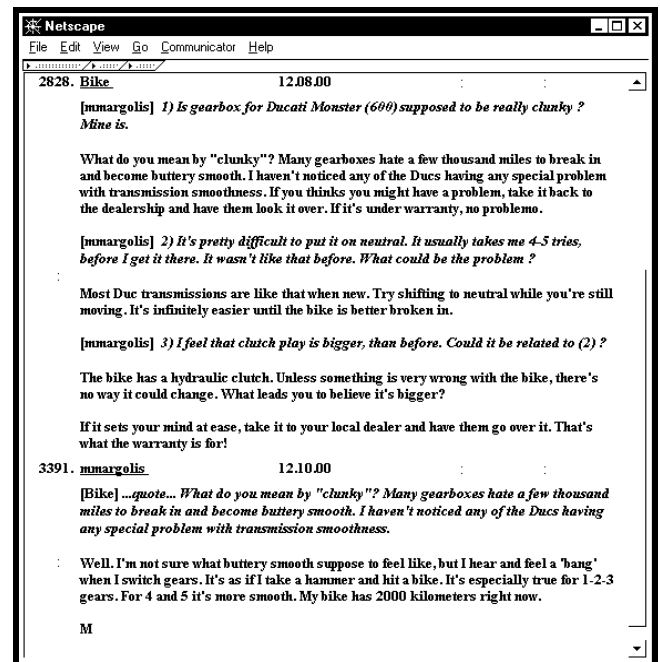 Netscape
File Edit View Go Communicator Help
2828. Bike 12.08.00 : :
[mmargolis] 1) Is gearbox for Ducati Monster (600) supposed to be really clunky ?
Mine is.
What do you mean by "clunky"? Many gearboxes hate a few thousand miles to break in
and become buttery smooth. I haven't noticed any of the Ducs having any special problem
with transmission smoothness. If you thinks you might have a problem, take it back to
the dealership and have them look it over. If it's under warranty, no problemo.
[mmargolis] 2) It's pretty difficult to put it on neutral. It usually takes me 4-5 tries,
before I get it there. It wasn't like that before. What could be the problem ?
:
Most Duc transmissions are like that when new. Try shifting to neutral while you're still
moving. It's infinitely easier until the bike is better broken in.
[mmargolis] 3) I feel that clutch play is bigger, than before. Could it be related to (2) ?
The bike has a hydraulic clutch. Unless something is very wrong with the bike, there's
no way it could change. What leads you to believe it's bigger?
If it sets your mind at ease, take it to your local dealer and have them go over it. That's
what the warranty is for!
3391. mmargolis 12.10.00 : :
[Bike] ...quote... What do you mean by "clunky"? Many gearboxes hate a few thousand
miles to break in and become buttery smooth. I haven't noticed any of the Ducs having
any special problem with transmission smoothness.
: Well. I'm not sure what buttery smooth suppose to feel like, but I hear and feel a 'bang'
when I switch gears. It's as if I take a hammer and hit a bike. It's especially true for 1-2-3
gears. For 4 and 5 it's more smooth. My bike has 2000 kilometers right now.
M